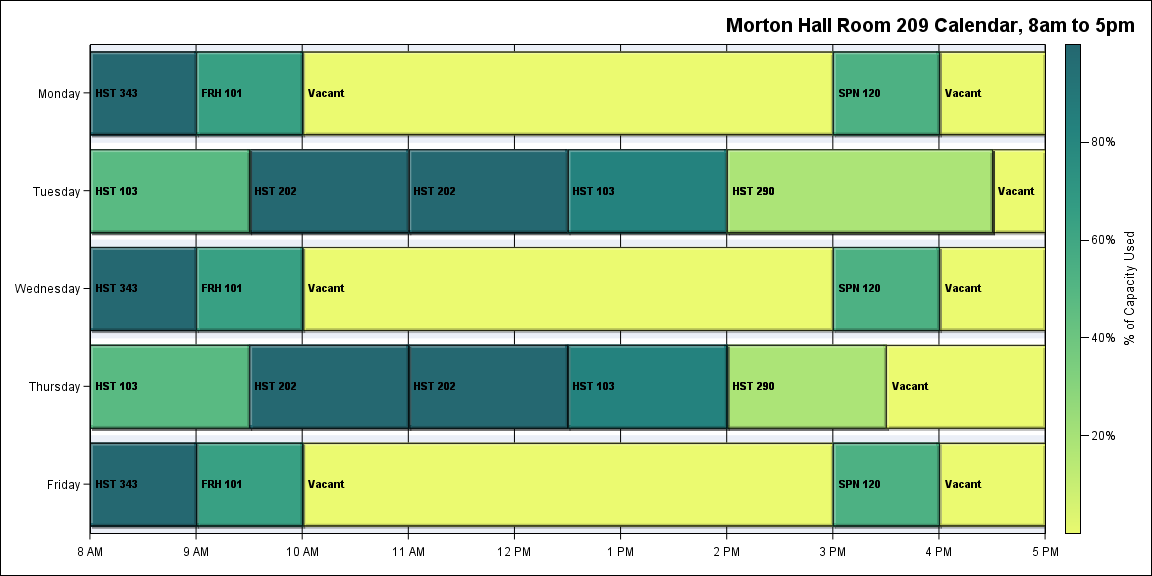 Morton Hall Room 209 Calendar, 8am to 5pm
Monday
HST 343
FRH 101
Vacant
SPN 120
Vacant
Tuesday
HST 103
HST 202
HST 202
HST 103
HST 290
Vacant
Wednesday
HST 343
FRH 101
Vacant
SPN 120
Vacant
Thursday
HST 103
HST 202
HST 202
HST 103
HST 290
Vacant
Friday
HST 343
FRH 101
Vacant
SPN 120
Vacant
8 AM
9 AM
10 AM
11 AM
12 PM
1 PM
2 PM
3 PM
4 PM
5 PM
80%
60%
40%
20%
% of Capacity Used